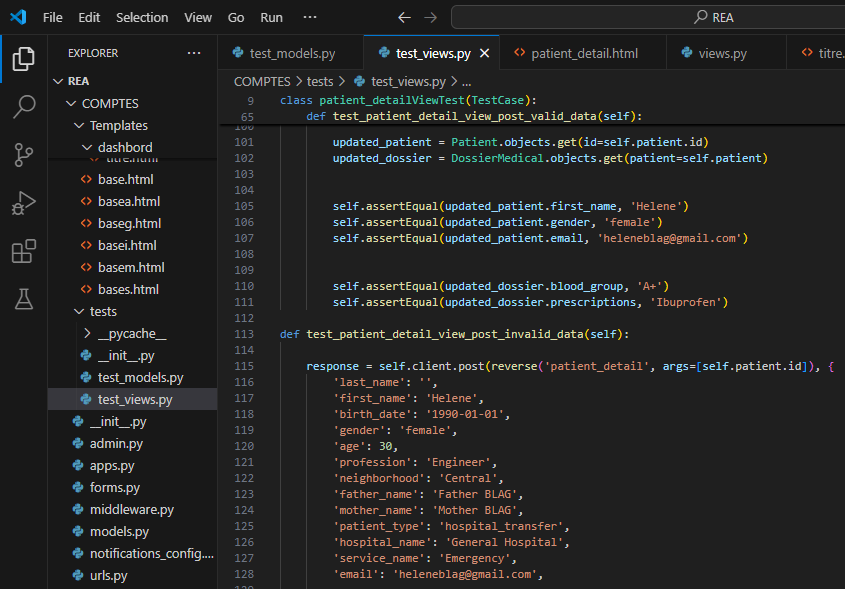 File Edit Selection View Go Run ··· REA
EXPLORER ···
REA
COMPTES
Templates
dashbord
titre.html
base.html
basea.html
baseg.html
basei.html
basem.html
bases.html
tests
__pycache__
__init__.py
test_models.py
test_views.py
__init__.py
admin.py
apps.py
forms.py
middleware.py
models.py
notifications_config....
urls.py
test_models.py test_views.py patient_detail.html views.py titre.
COMPTES > tests > test_views.py > ...
9 class patient_detailViewTest(TestCase):
65 def test_patient_detail_view_post_valid_data(self):
100
101 updated_patient = Patient.objects.get(id=self.patient.id)
102 updated_dossier = DossierMedical.objects.get(patient=self.patient)
103
104
105 self.assertEqual(updated_patient.first_name, 'Helene')
106 self.assertEqual(updated_patient.gender, 'female')
107 self.assertEqual(updated_patient.email, 'heleneblag@gmail.com')
108
109
110 self.assertEqual(updated_dossier.blood_group, 'A+')
111 self.assertEqual(updated_dossier.prescriptions, 'Ibuprofen')
112
113 def test_patient_detail_view_post_invalid_data(self):
114
115 response = self.client.post(reverse('patient_detail', args=[self.patient.id]), {
116 'last_name': '',
117 'first_name': 'Helene',
118 'birth_date': '1990-01-01',
119 'gender': 'female',
120 'age': 30,
121 'profession': 'Engineer',
122 'neighborhood': 'Central',
123 'father_name': 'Father BLAG',
124 'mother_name': 'Mother BLAG',
125 'patient_type': 'hospital_transfer',
126 'hospital_name': 'General Hospital',
127 'service_name': 'Emergency',
128 'email': 'heleneblag@gmail.com',
129